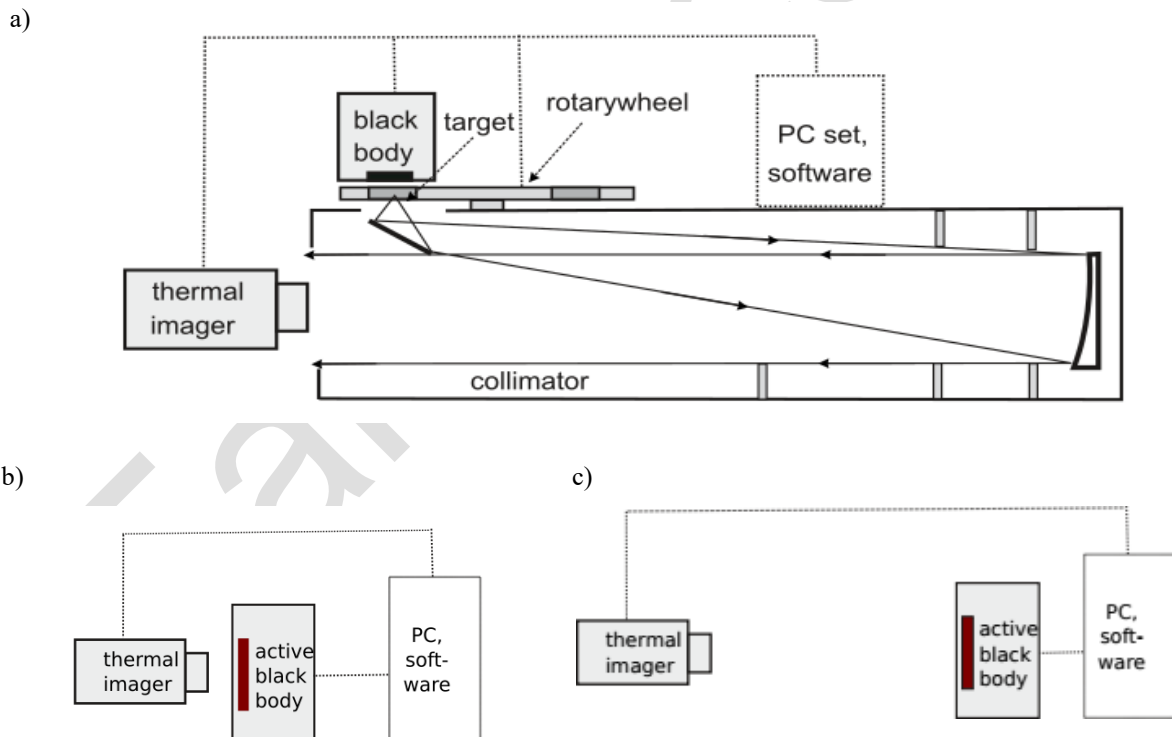 a)
black
body
target
rotarywheel
PC set,
software
thermal
imager
collimator
b)
thermal
imager
active
black
body
PC,
soft-
ware
c)
thermal
imager
active
black
body
PC,
soft-
ware